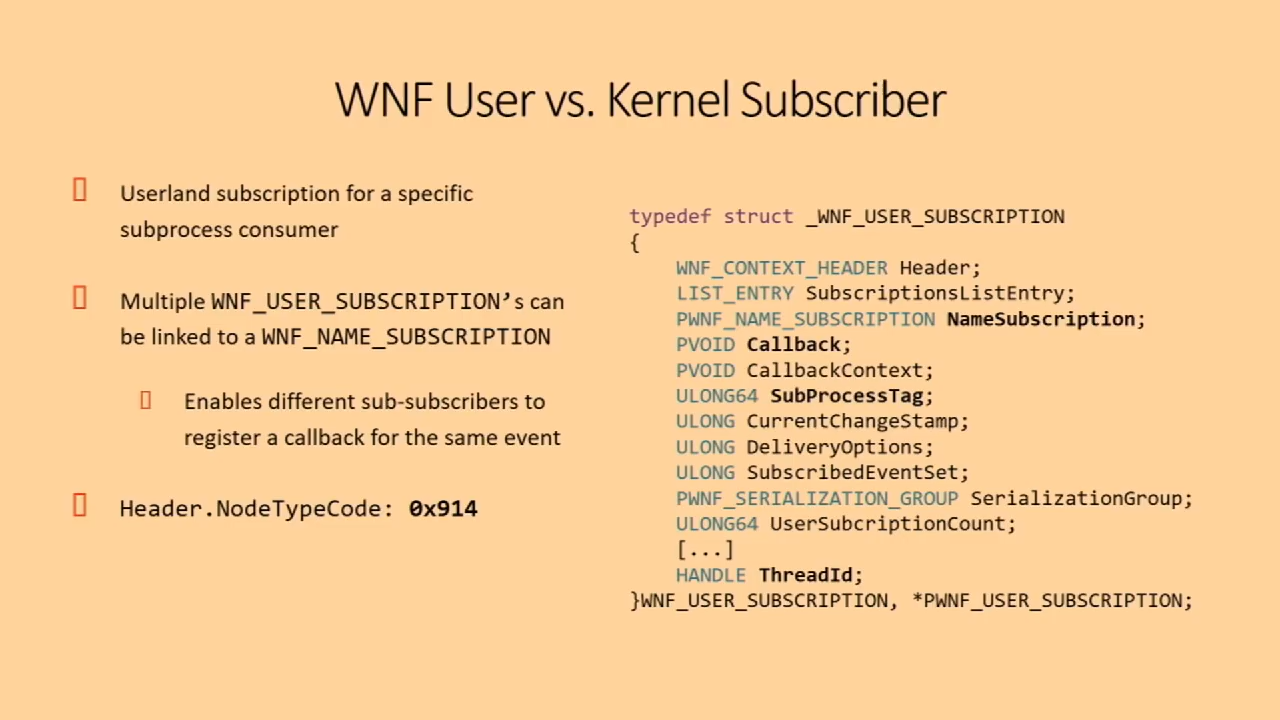 WNF User vs. Kernel Subscriber
Userland subscription for a specific
subprocess consumer
Multiple WNF_USER_SUBSCRIPTION’s can
be linked to a WNF_NAME_SUBSCRIPTION
Enables different sub-subscribers to
register a callback for the same event
Header.NodeTypeCode: 0x914
typedef struct _WNF_USER_SUBSCRIPTION
{
WNF_CONTEXT_HEADER Header;
LIST_ENTRY SubscriptionsListEntry;
PWNF_NAME_SUBSCRIPTION NameSubscription;
PVOID Callback;
PVOID CallbackContext;
ULONG64 SubProcessTag;
ULONG CurrentChangeStamp;
ULONG DeliveryOptions;
ULONG SubscribedEventSet;
PWNF_SERIALIZATION_GROUP SerializationGroup;
ULONG64 UserSubcriptionCount;
[...]
HANDLE ThreadId;
}WNF_USER_SUBSCRIPTION, *PWNF_USER_SUBSCRIPTION;